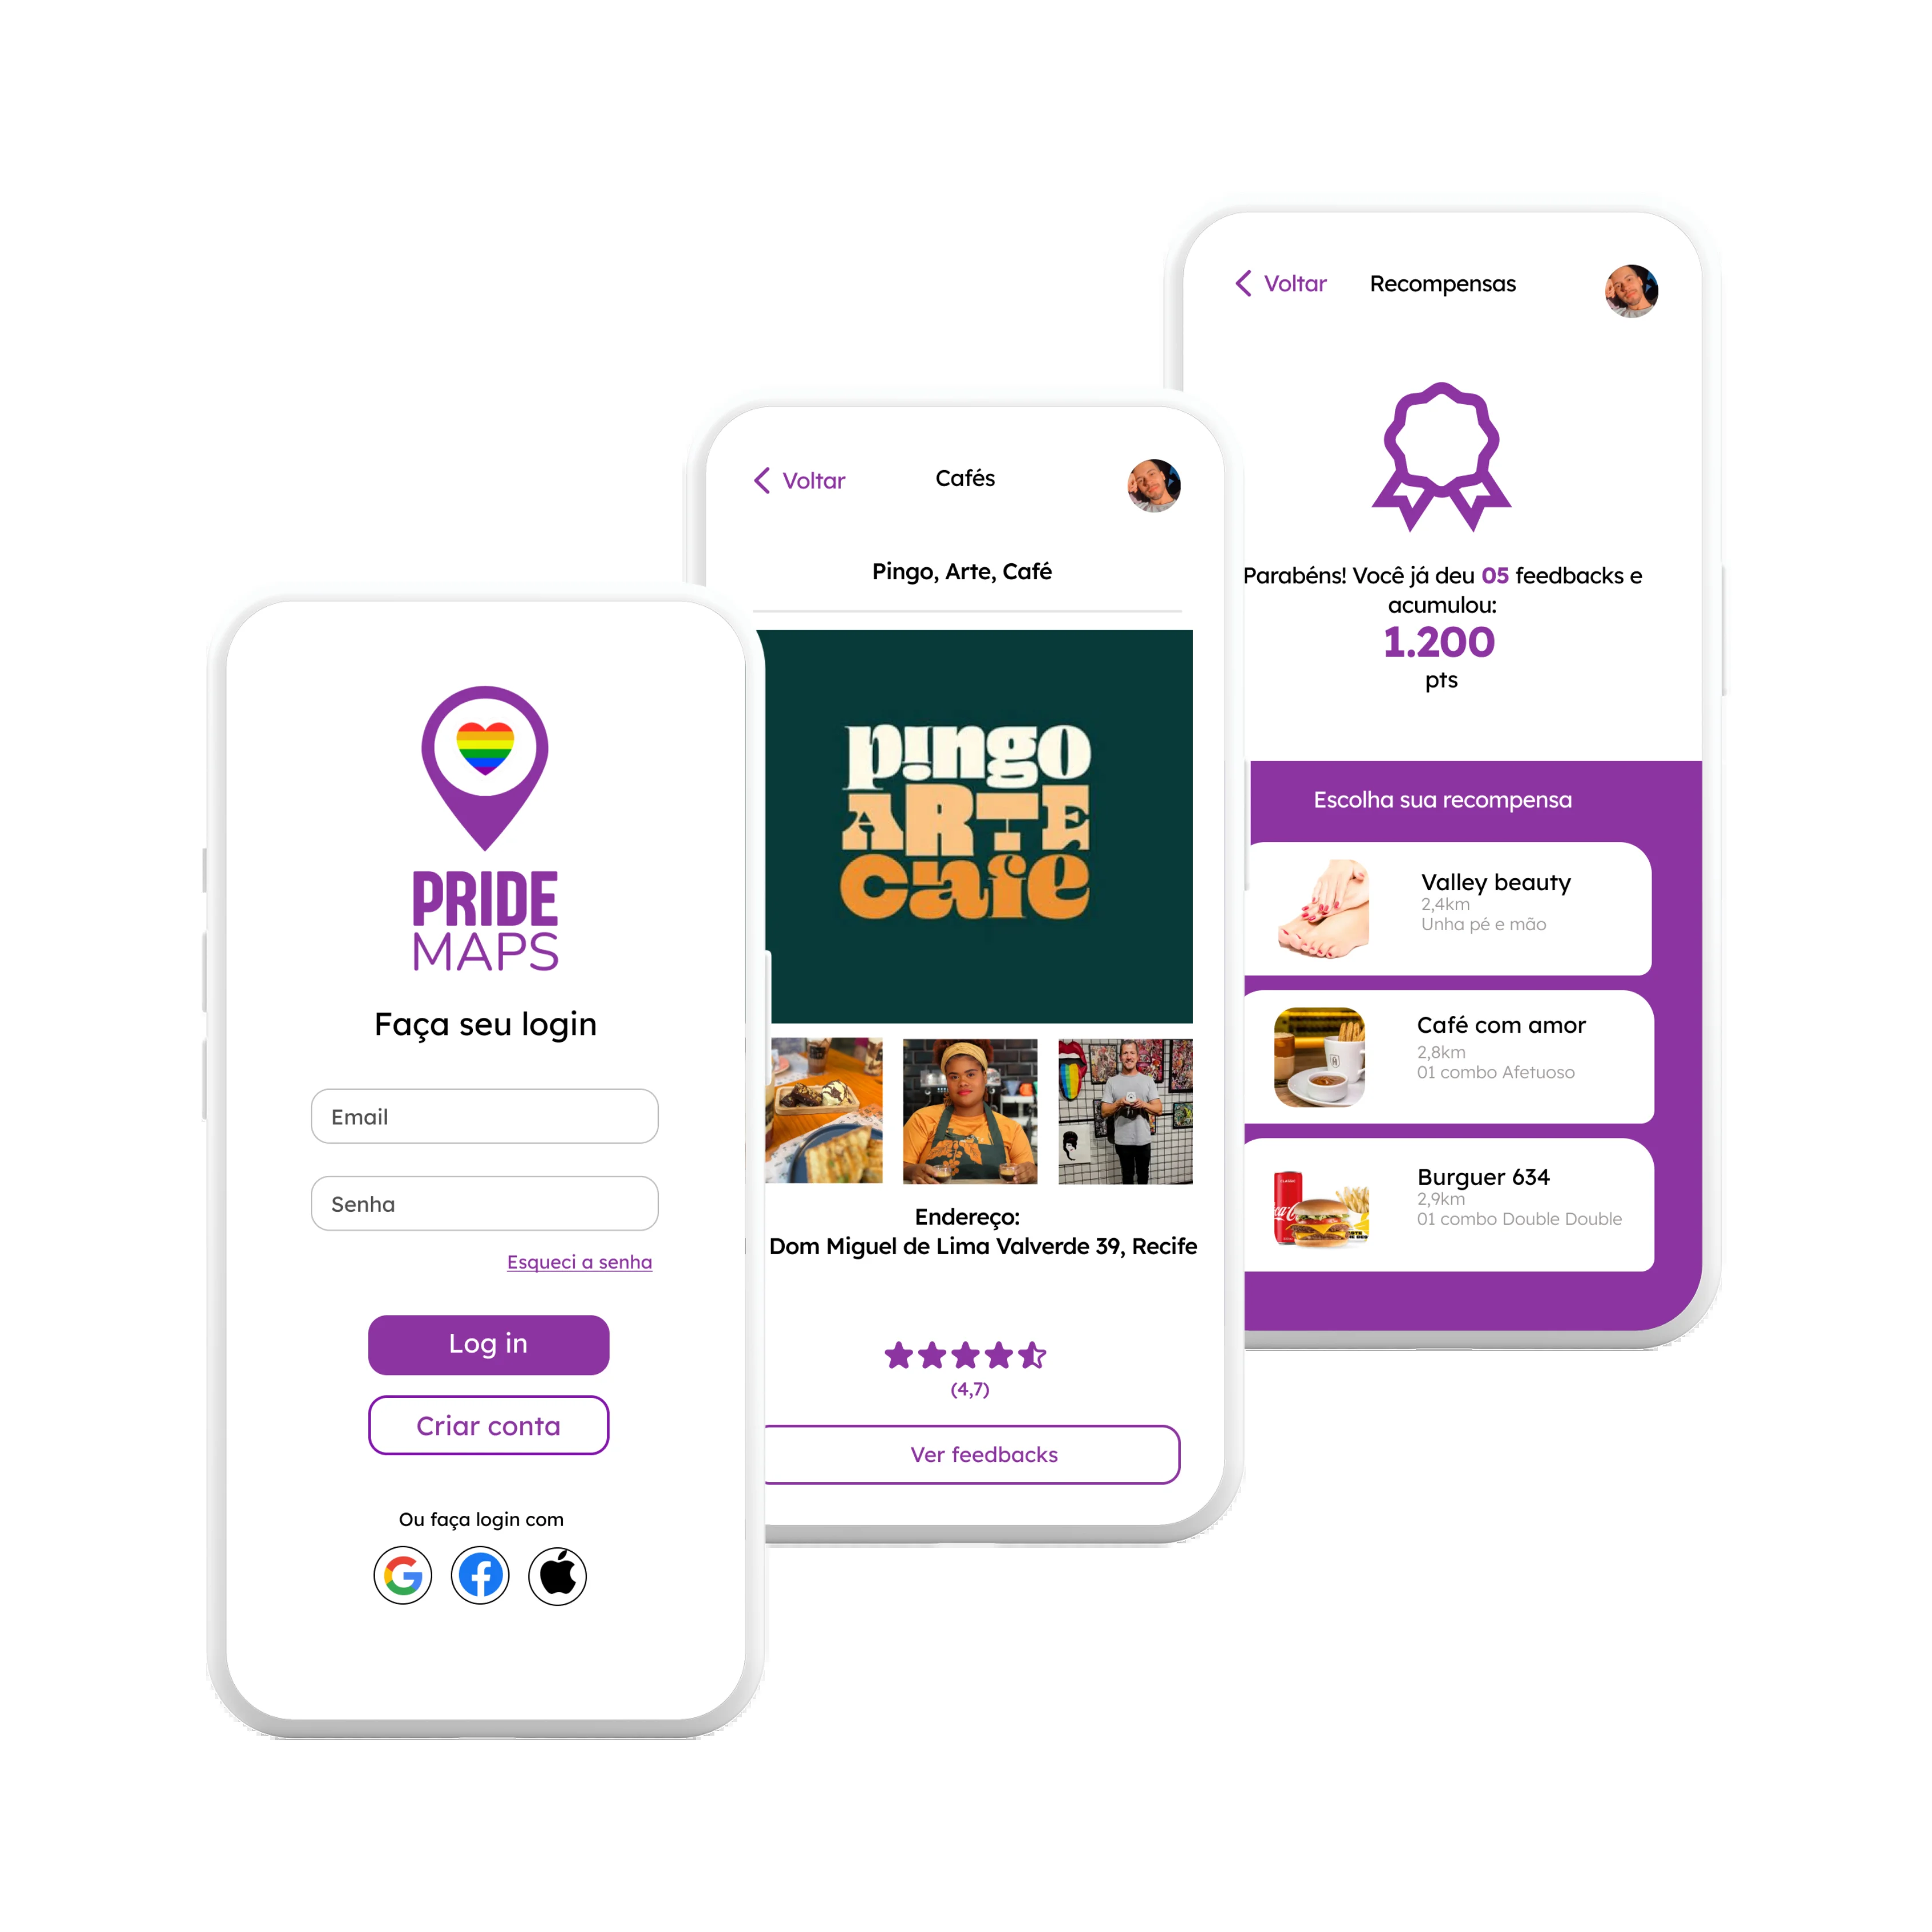 PRIDE
MAPS
Faça seu login
Email
Senha
Esqueci a senha
Log in
Criar conta
Ou faça login com
Voltar
Cafés
Pingo, Arte, Café
pingo
ARTE
café
Endereço:
Dom Miguel de Lima Valverde 39, Recife
(4,7)
Ver feedbacks
Voltar
Recompensas
Parabéns! Você já deu 05 feedbacks e
acumulou:
1.200
pts
Escolha sua recompensa
Valley beauty
2,4km
Unha pé e mão
Café com amor
2,8km
01 combo Afetuoso
Burguer 634
2,9km
01 combo Double Double